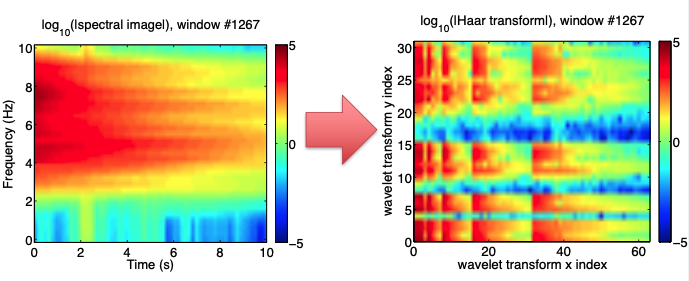 log10(|spectral image|), window #1267
10
8
6
4
2
0
Frequency (Hz)
0 2 4 6 8 10
Time (s)
5
0
−5
log10(|Haar transform|), window #1267
30
25
20
15
10
5
0
wavelet transform y index
0 20 40 60
wavelet transform x index
5
0
−5